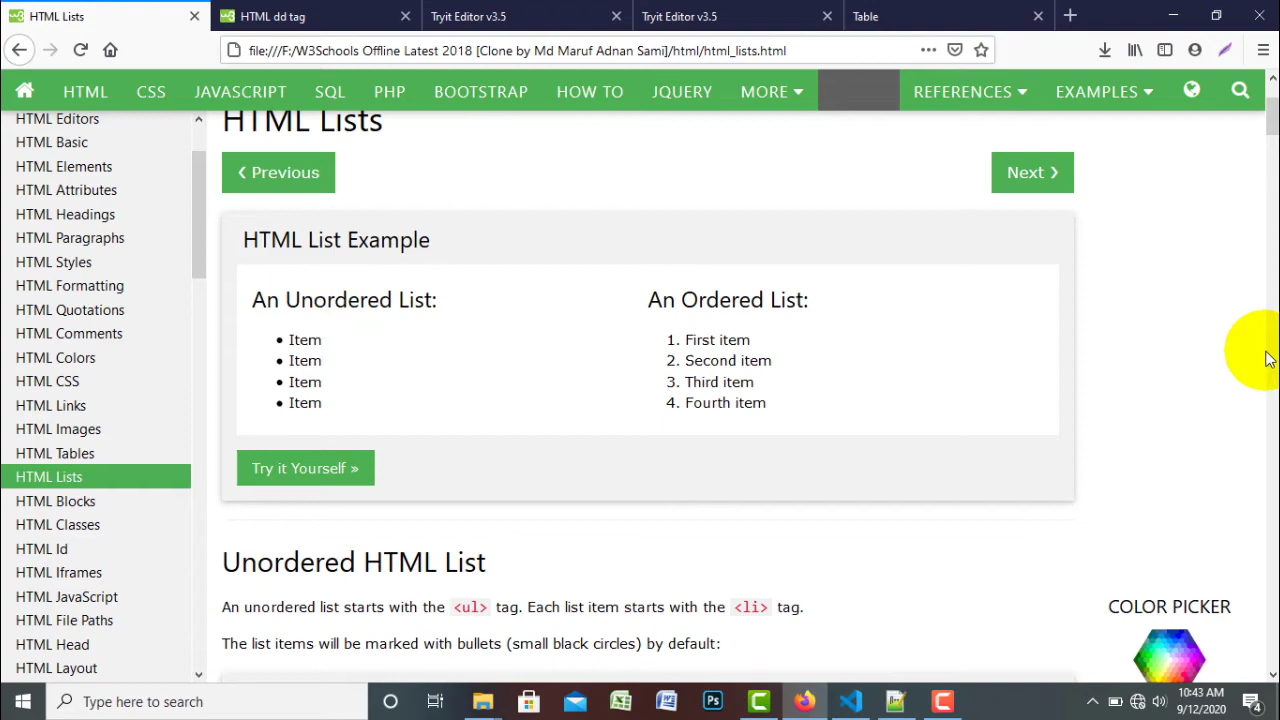 HTML Lists
HTML dd tag
Tryit Editor v3.5
Tryit Editor v3.5
Table
file:///F:/W3Schools Offline Latest 2018 [Clone by Md Maruf Adnan Sami]/html/html_lists.html
HTML CSS JAVASCRIPT SQL PHP BOOTSTRAP HOW TO JQUERY MORE REFERENCES EXAMPLES
HTML Editors
HTML Basic
HTML Elements
HTML Attributes
HTML Headings
HTML Paragraphs
HTML Styles
HTML Formatting
HTML Quotations
HTML Comments
HTML Colors
HTML CSS
HTML Links
HTML Images
HTML Tables
HTML Lists
HTML Blocks
HTML Classes
HTML Id
HTML Iframes
HTML JavaScript
HTML File Paths
HTML Head
HTML Layout
HTML Lists
❮ Previous
Next ❯
HTML List Example
An Unordered List:
• Item
• Item
• Item
• Item
An Ordered List:
1. First item
2. Second item
3. Third item
4. Fourth item
Try it Yourself »
Unordered HTML List
An unordered list starts with the <ul> tag. Each list item starts with the <li> tag.
The list items will be marked with bullets (small black circles) by default:
COLOR PICKER
Type here to search
Ps
10:43 AM
9/12/2020
4